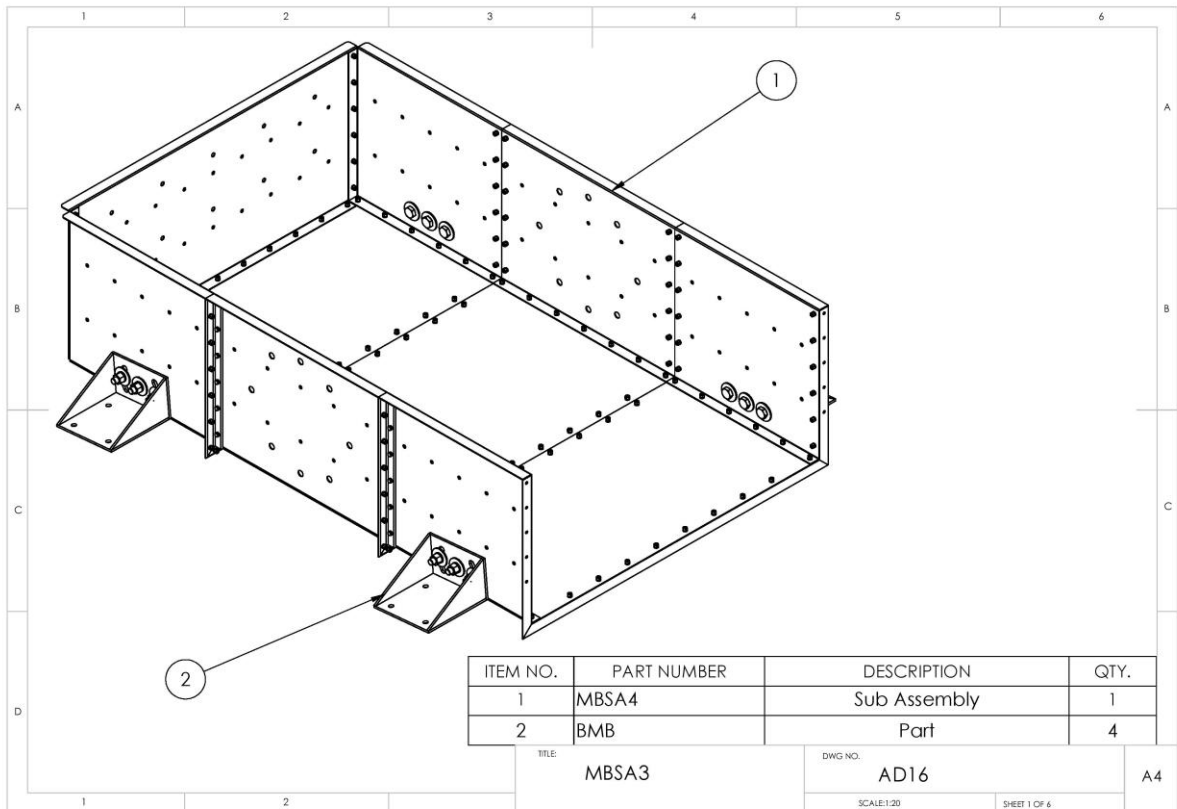 1 2 3 4 5 6
A A
1
B B
C C
2
ITEM NO. PART NUMBER DESCRIPTION QTY.
1 MBSA4 Sub Assembly 1
2 BMB Part 4
D
TITLE: DWG NO.
MBSA3 AD16 A4
1 2 SCALE:1:20 SHEET 1 OF 6